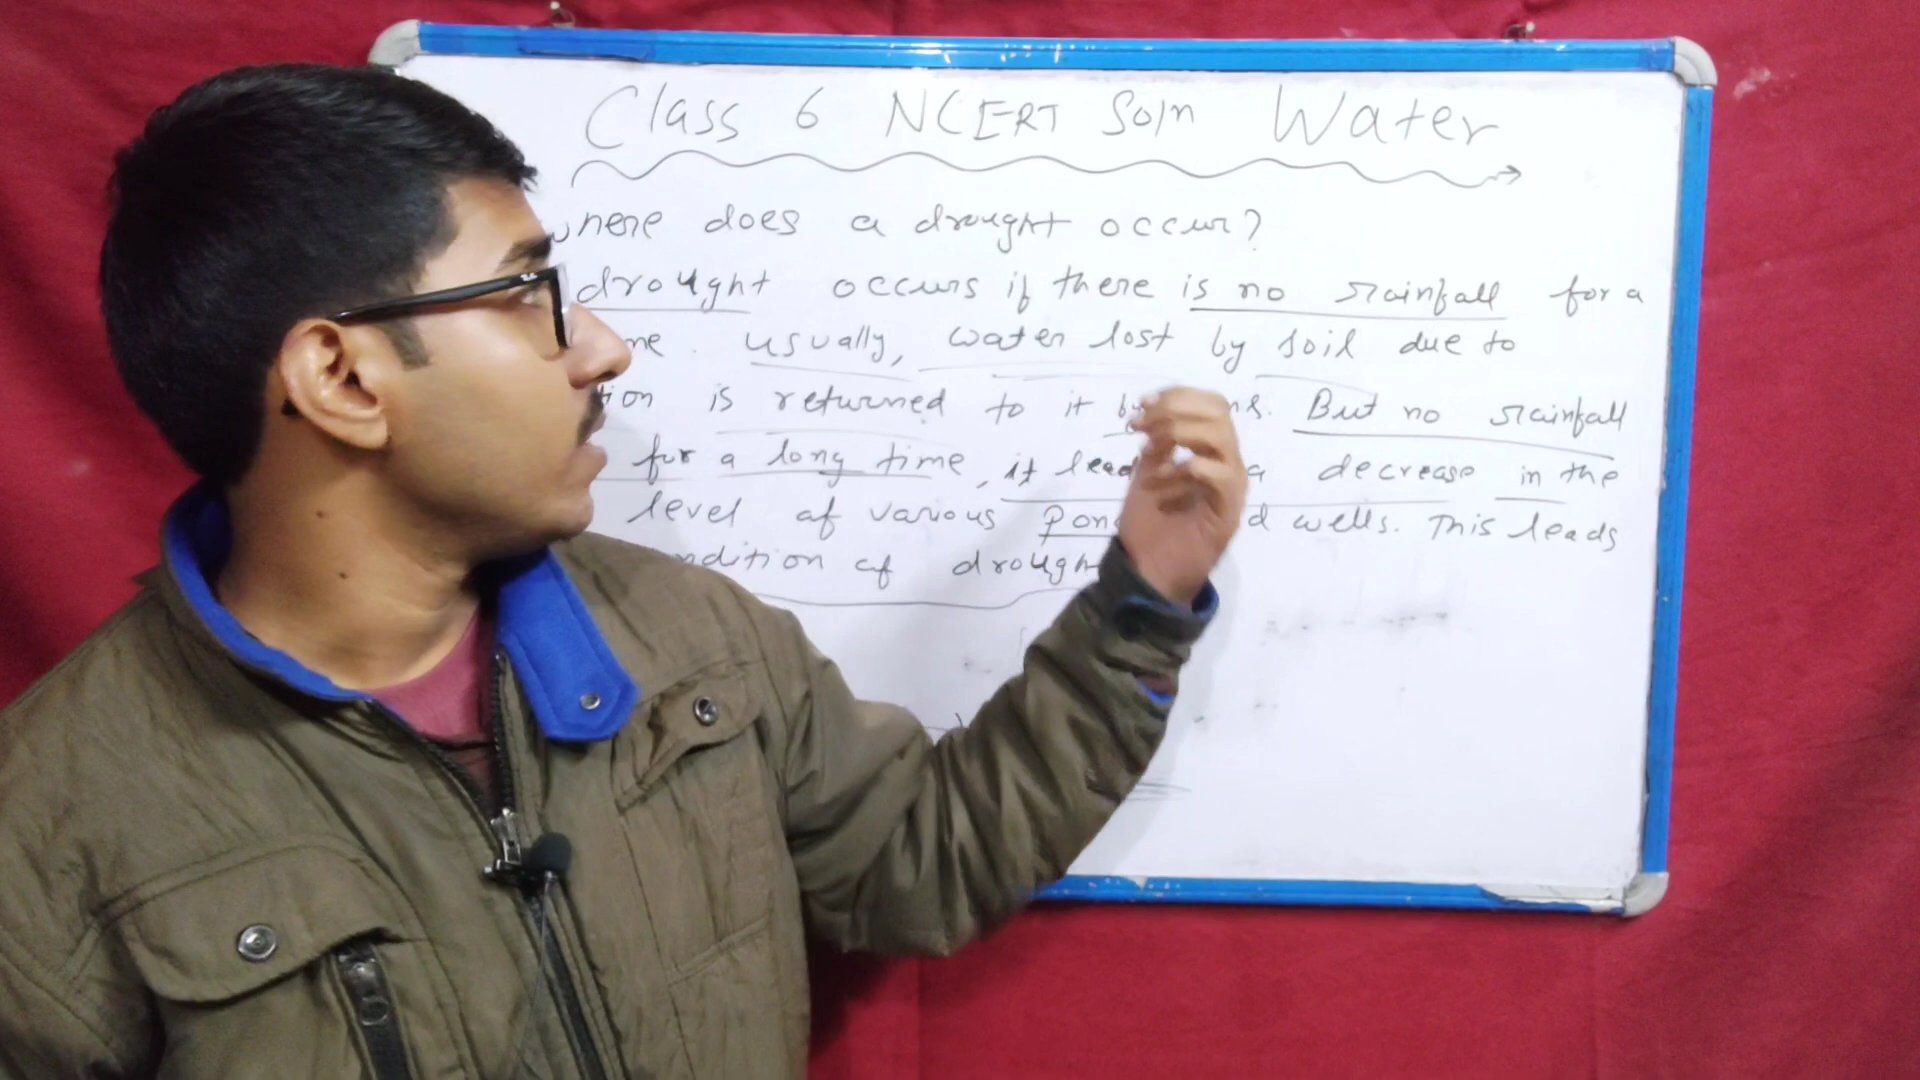 Class 6 NCERT Soln Water
where does a drought occur?
drought occurs if there is no rainfall for a
usually, water lost by soil due to
is returned to it by But no rainfall
for a long time, it a decrease in the
level of various wells. This leads
of drought